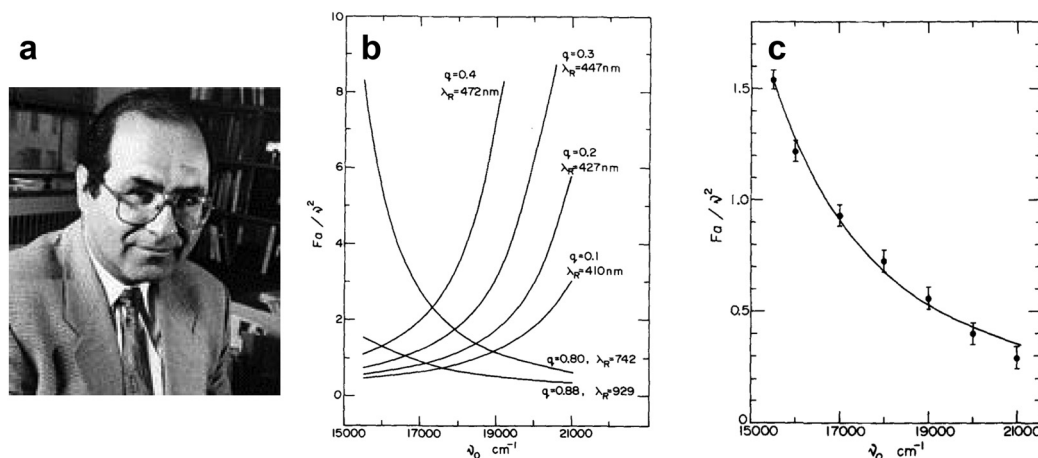 a
b
c
10
8
6
4
2
0
Fa / ν²
15000
17000
19000
21000
ν₀ cm⁻¹
q=0.4
λR=472nm
q=0.3
λR=447nm
q=0.2
λR=427nm
q=0.1
λR=410nm
q=0.80, λR=742
q=0.88, λR=929
1.5
1.0
0.5
0
Fa / ν²
15000
17000
19000
21000
ν₀ cm⁻¹